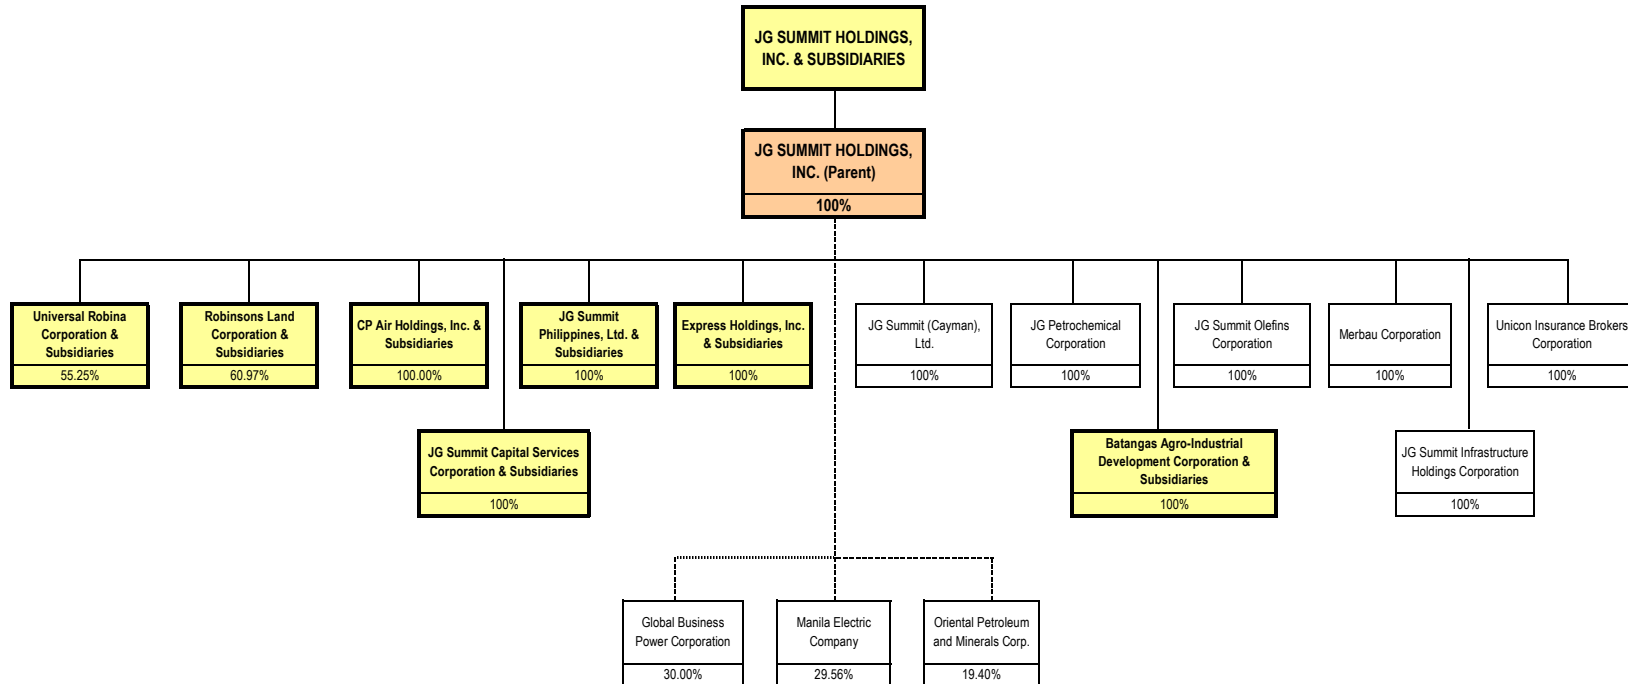 JG SUMMIT HOLDINGS,
INC. & SUBSIDIARIES
JG SUMMIT HOLDINGS,
INC. (Parent)
100%
Universal Robina
Corporation &
Subsidiaries
55.25%
Robinsons Land
Corporation &
Subsidiaries
60.97%
CP Air Holdings, Inc. &
Subsidiaries
100.00%
JG Summit
Philippines, Ltd. &
Subsidiaries
100%
Express Holdings, Inc.
& Subsidiaries
100%
JG Summit (Cayman),
Ltd.
100%
JG Petrochemical
Corporation
100%
JG Summit Olefins
Corporation
100%
Merbau Corporation
100%
Unicon Insurance Brokers
Corporation
100%
JG Summit Capital Services
Corporation & Subsidiaries
100%
Batangas Agro-Industrial
Development Corporation &
Subsidiaries
100%
JG Summit Infrastructure
Holdings Corporation
100%
Global Business
Power Corporation
30.00%
Manila Electric
Company
29.56%
Oriental Petroleum
and Minerals Corp.
19.40%